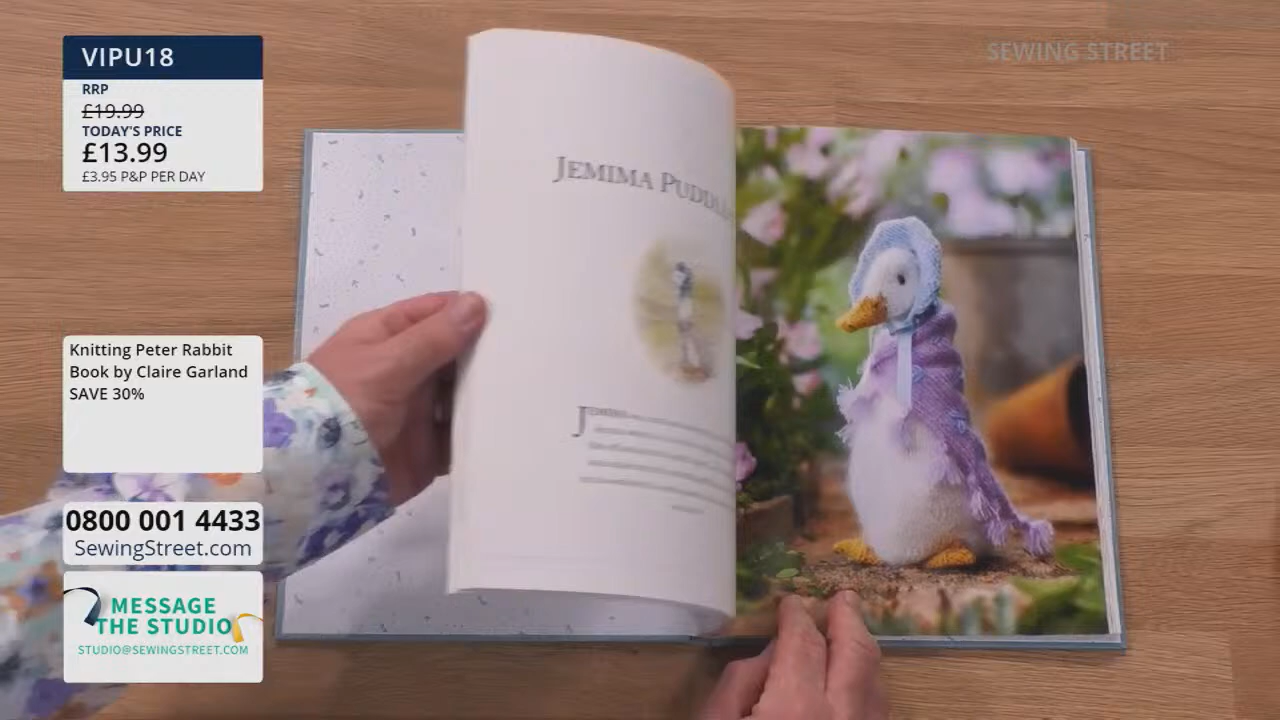 VIPU18
RRP
£19.99
TODAY'S PRICE
£13.99
£3.95 P&P PER DAY
SEWING STREET
JEMIMA
Knitting Peter Rabbit
Book by Claire Garland
SAVE 30%
0800 001 4433
SewingStreet.com
MESSAGE
THE STUDIO
STUDIO@SEWINGSTREET.COM